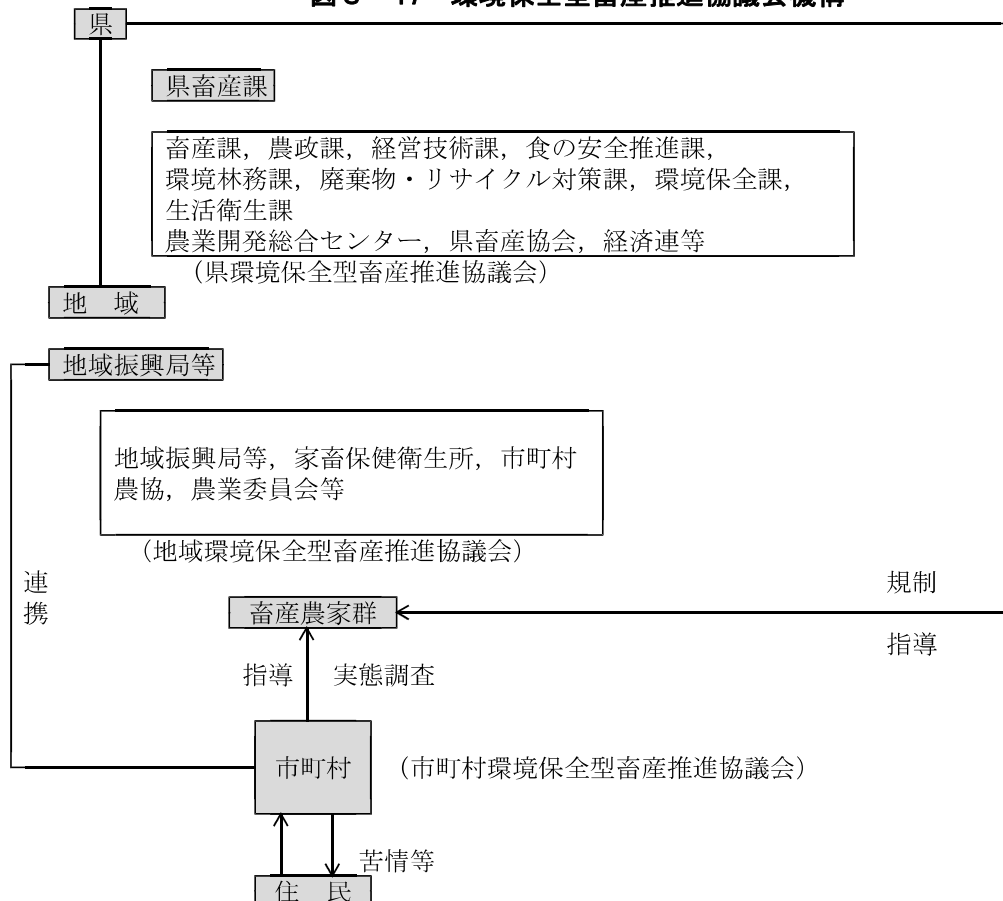 図3－17　環境保全型畜産推進協議会機構
県
県畜産課
畜産課，農政課，経営技術課，食の安全推進課，
環境林務課，廃棄物・リサイクル対策課，環境保全課，
生活衛生課
農業開発総合センター，県畜産協会，経済連等
（県環境保全型畜産推進協議会）
地　域
地域振興局等
地域振興局等，家畜保健衛生所，市町村
農協，農業委員会等
（地域環境保全型畜産推進協議会）
連
携
規制
畜産農家群
指導
指導　実態調査
市町村　（市町村環境保全型畜産推進協議会）
苦情等
住　民